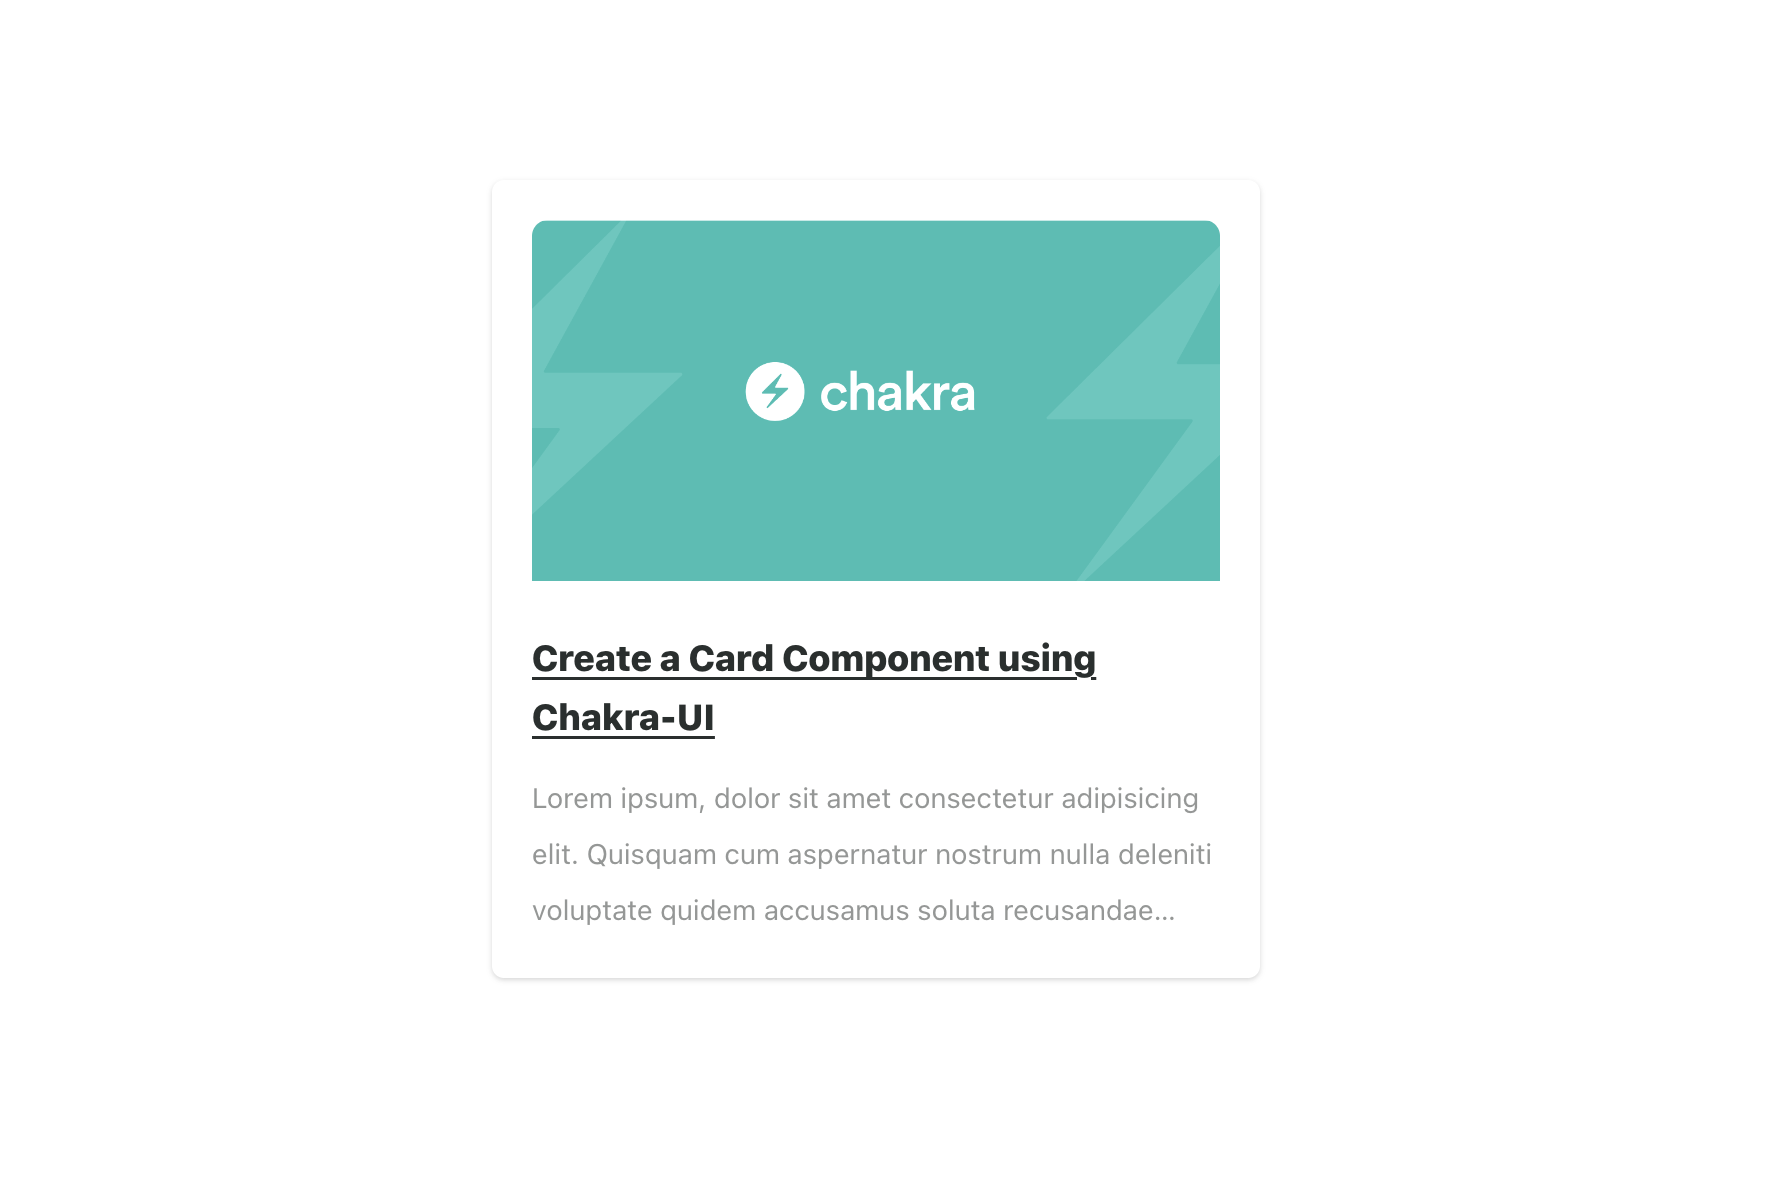 chakra
Create a Card Component using
Chakra-UI
Lorem ipsum, dolor sit amet consectetur adipisicing
elit. Quisquam cum aspernatur nostrum nulla deleniti
voluptate quidem accusamus soluta recusandae...